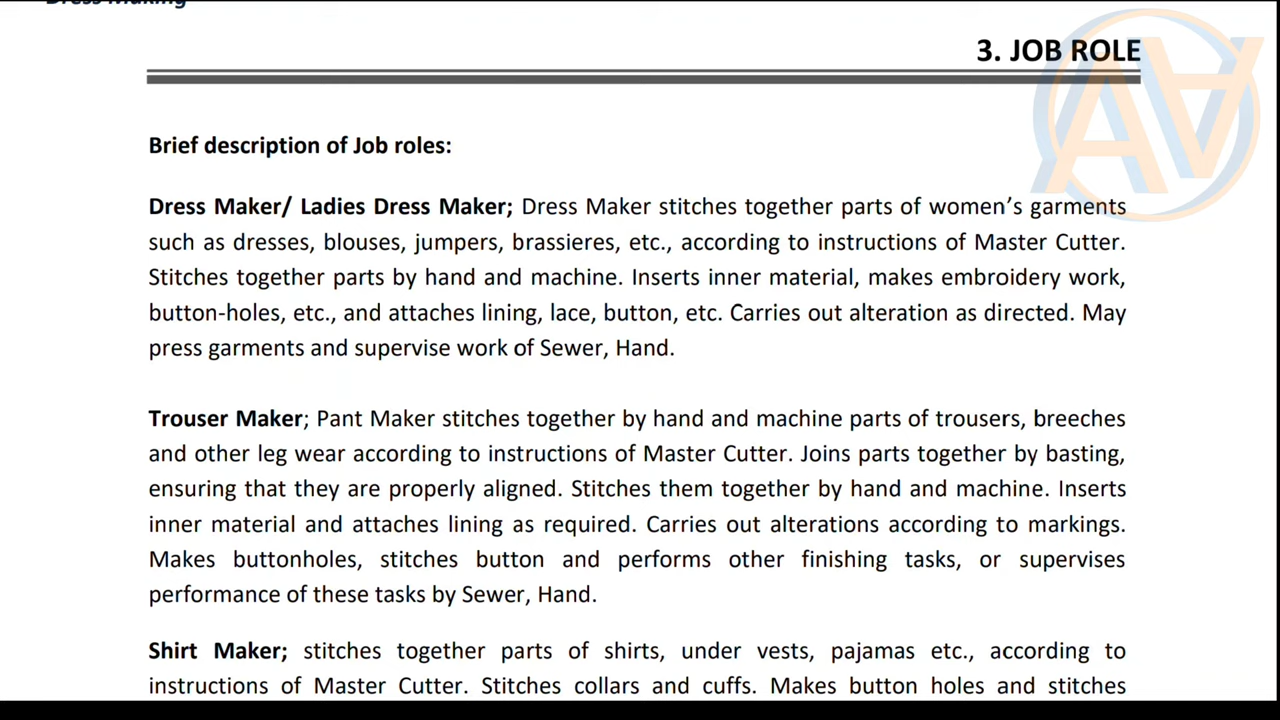 Dress Making
3. JOB ROLE
Brief description of Job roles:
Dress Maker/ Ladies Dress Maker; Dress Maker stitches together parts of women’s garments
such as dresses, blouses, jumpers, brassieres, etc., according to instructions of Master Cutter.
Stitches together parts by hand and machine. Inserts inner material, makes embroidery work,
button-holes, etc., and attaches lining, lace, button, etc. Carries out alteration as directed. May
press garments and supervise work of Sewer, Hand.
Trouser Maker; Pant Maker stitches together by hand and machine parts of trousers, breeches
and other leg wear according to instructions of Master Cutter. Joins parts together by basting,
ensuring that they are properly aligned. Stitches them together by hand and machine. Inserts
inner material and attaches lining as required. Carries out alterations according to markings.
Makes buttonholes, stitches button and performs other finishing tasks, or supervises
performance of these tasks by Sewer, Hand.
Shirt Maker; stitches together parts of shirts, under vests, pajamas etc., according to
instructions of Master Cutter. Stitches collars and cuffs. Makes button holes and stitches